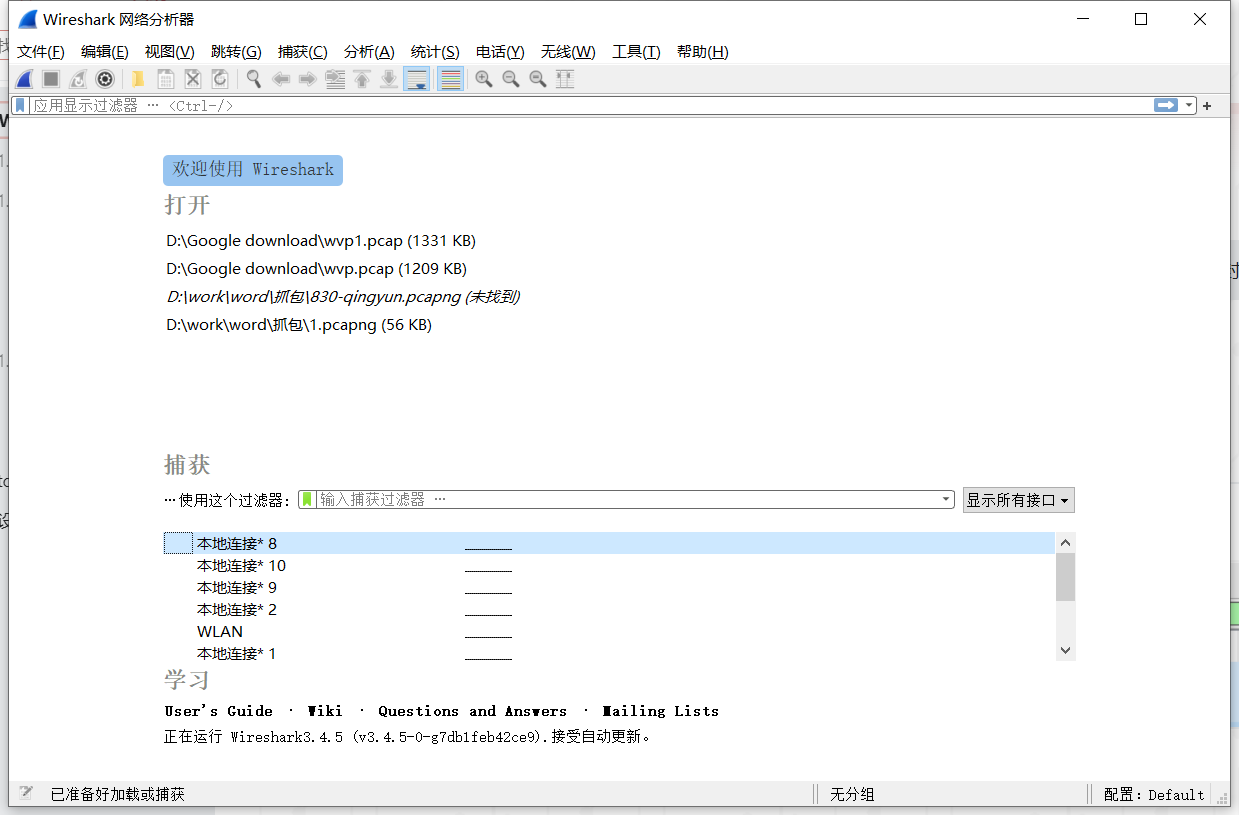 Wireshark 网络分析器
文件(F) 编辑(E) 视图(V) 跳转(G) 捕获(C) 分析(A) 统计(S) 电话(Y) 无线(W) 工具(T) 帮助(H)
应用显示过滤器 … <Ctrl-/>
欢迎使用 Wireshark
打开
D:\Google download\wvp1.pcap (1331 KB)
D:\Google download\wvp.pcap (1209 KB)
D:\work\word\抓包\830-qingyun.pcapng (未找到)
D:\work\word\抓包\1.pcapng (56 KB)
捕获
…使用这个过滤器: 输入捕获过滤器 … 显示所有接口
本地连接* 8
本地连接* 10
本地连接* 9
本地连接* 2
WLAN
本地连接* 1
学习
User's Guide · Wiki · Questions and Answers · Mailing Lists
正在运行 Wireshark3.4.5 (v3.4.5-0-g7db1feb42ce9).接受自动更新。
已准备好加载或捕获 无分组 配置: Default